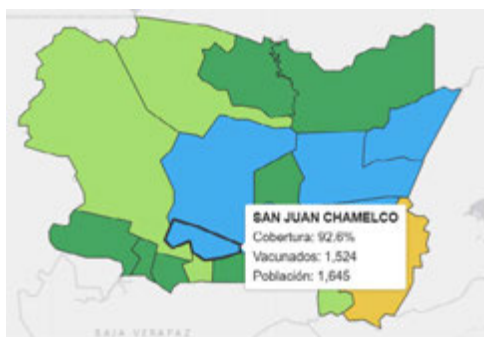 SAN JUAN CHAMELCO
Cobertura: 92.6%
Vacunados: 1,524
Población: 1,645
BAJA VERAPAZ